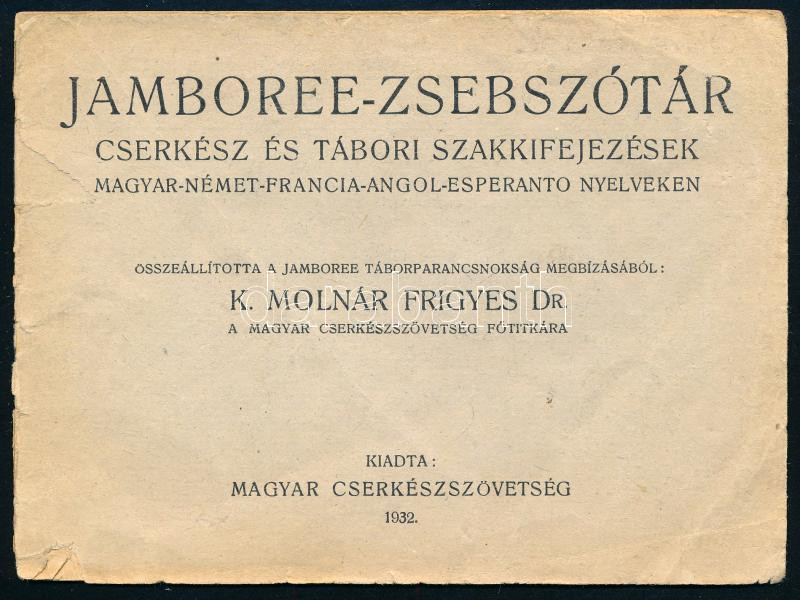 JAMBOREE-ZSEBSZÓTÁR
CSERKÉSZ ÉS TÁBORI SZAKKIFEJEZÉSEK
MAGYAR-NÉMET-FRANCIA-ANGOL-ESPERANTO NYELVEKEN
ÖSSZEÁLLÍTOTTA A JAMBOREE TÁBORPARANCSNOKSÁG MEGBÍZÁSÁBÓL:
K. MOLNÁR FRIGYES DR.
A MAGYAR CSERKÉSZSZÖVETSÉG FŐTITKÁRA
KIADTA:
MAGYAR CSERKÉSZSZÖVETSÉG
1932.